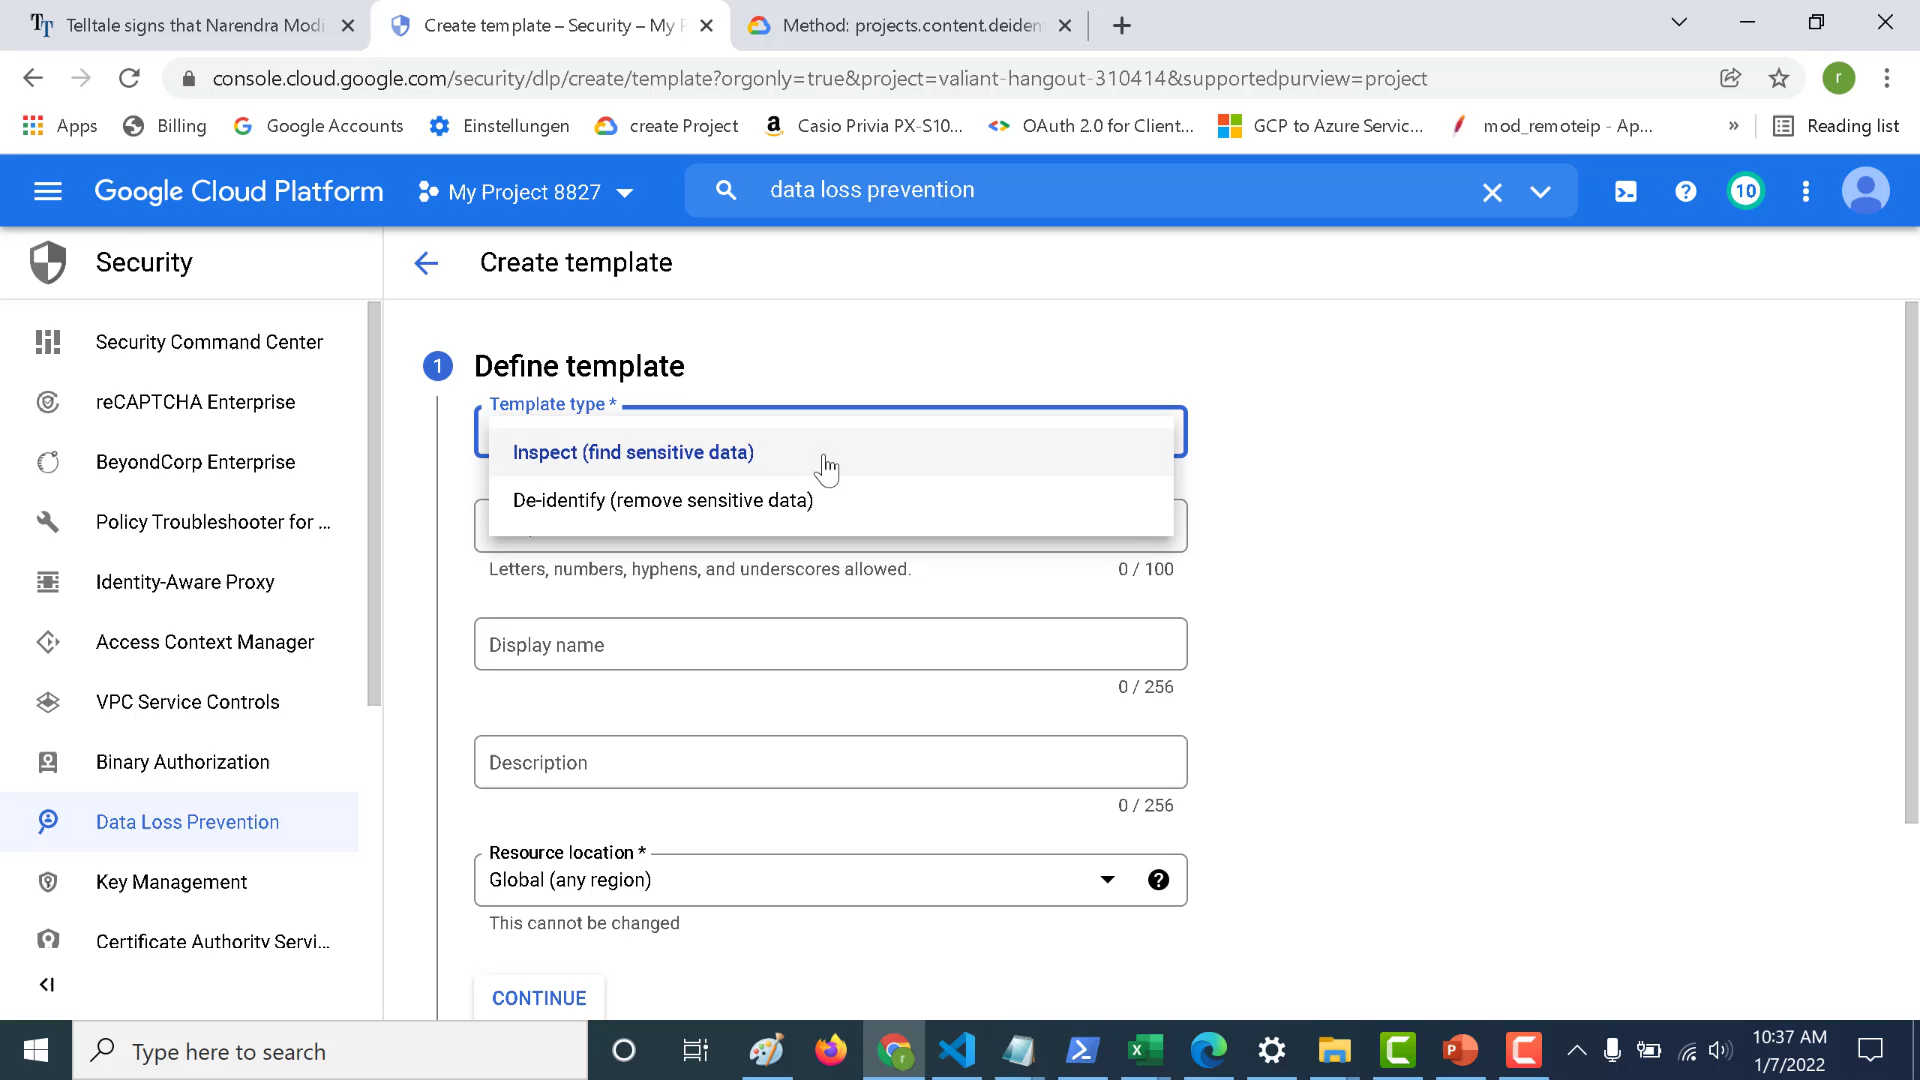 Telltale signs that Narendra Modi
Create template – Security – My P
Method: projects.content.deident
console.cloud.google.com/security/dlp/create/template?orgonly=true&project=valiant-hangout-310414&supportedpurview=project
r
Apps
Billing
Google Accounts
Einstellungen
create Project
Casio Privia PX-S10...
OAuth 2.0 for Client...
GCP to Azure Servic...
mod_remoteip - Ap...
»
Reading list
Google Cloud Platform
My Project 8827
data loss prevention
10
Security
Create template
Security Command Center
reCAPTCHA Enterprise
BeyondCorp Enterprise
Policy Troubleshooter for ...
Identity-Aware Proxy
Access Context Manager
VPC Service Controls
Binary Authorization
Data Loss Prevention
Key Management
Certificate Authority Servi...
1 Define template
Template type *
Inspect (find sensitive data)
De-identify (remove sensitive data)
Letters, numbers, hyphens, and underscores allowed.
0 / 100
Display name
0 / 256
Description
0 / 256
Resource location *
Global (any region)
This cannot be changed
CONTINUE
Type here to search
10:37 AM
1/7/2022